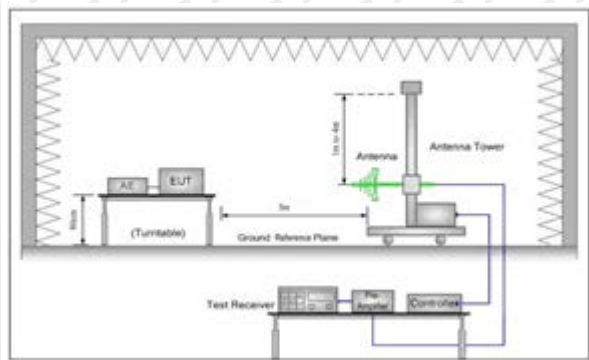 1m to 4m
Antenna
Antenna Tower
AE
EUT
80cm
3m
(Turntable)
Ground Reference Plane
Test Receiver
Pre
Amplifier
Controller